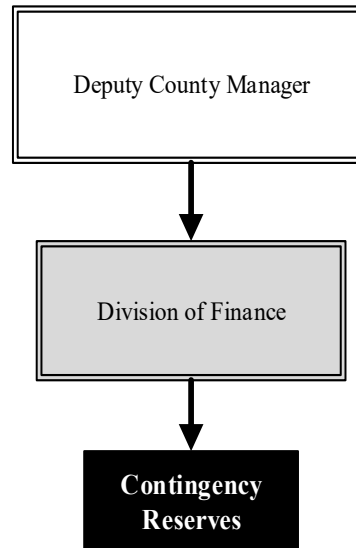 Deputy County Manager
Division of Finance
Contingency
Reserves